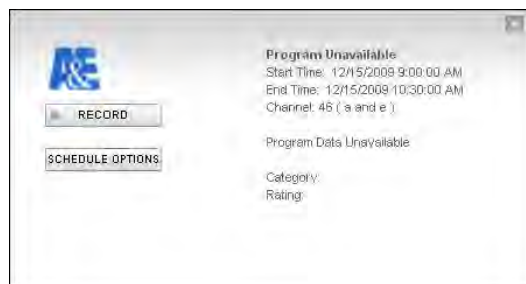 A&E
RECORD
SCHEDULE OPTIONS
Program Unavailable
Start Time: 12/15/2009 9:00:00 AM
End Time: 12/15/2009 10:30:00 AM
Channel: 46 ( a and e )
Program Data Unavailable
Category:
Rating: